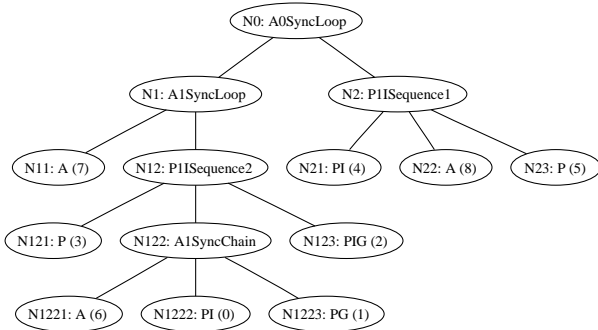 N0: A0SyncLoop
N1: A1SyncLoop
N2: P1ISequence1
N11: A (7)
N12: P1ISequence2
N21: PI (4)
N22: A (8)
N23: P (5)
N121: P (3)
N122: A1SyncChain
N123: PIG (2)
N1221: A (6)
N1222: PI (0)
N1223: PG (1)